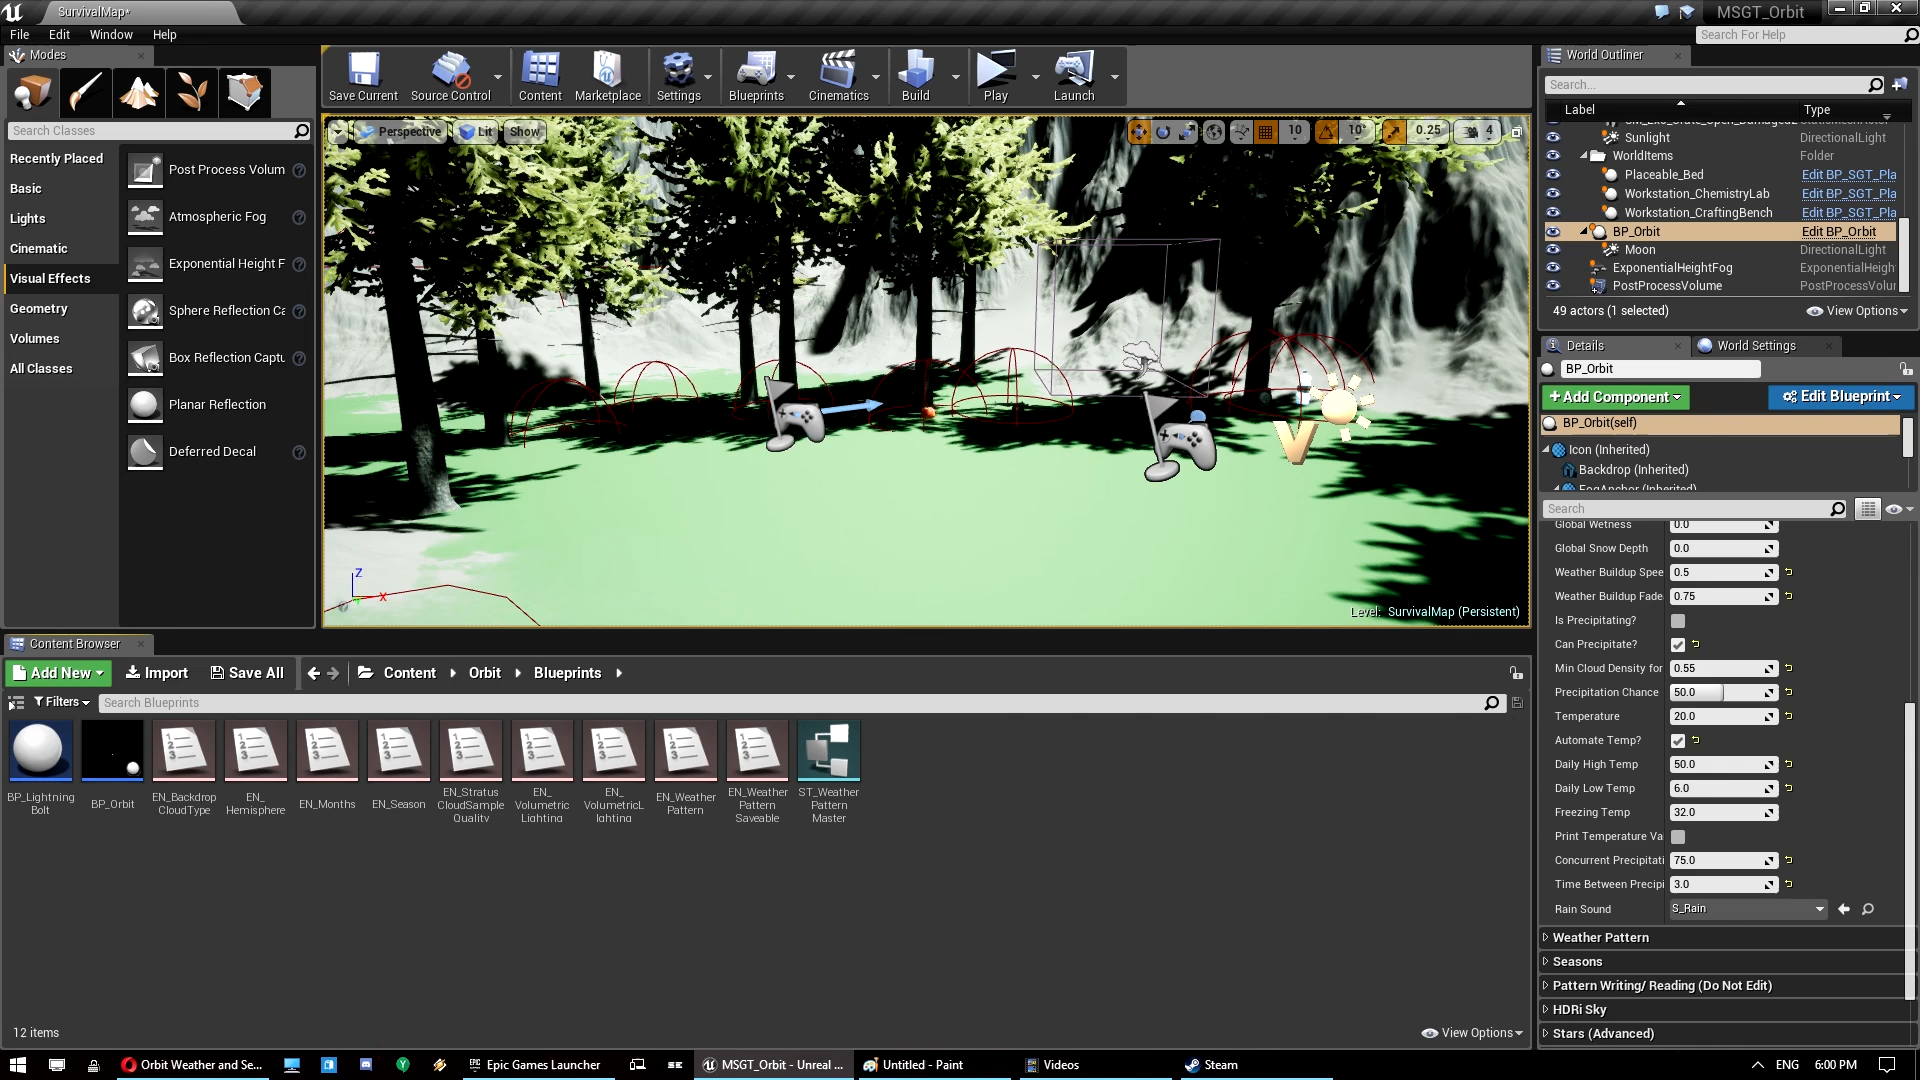 SurvivalMap*
MSGT_Orbit
File Edit Window Help
Search For Help
Modes
Search Classes
Recently Placed
Basic
Lights
Cinematic
Visual Effects
Geometry
Volumes
All Classes
Post Process Volum
Atmospheric Fog
Exponential Height F
Sphere Reflection Ca
Box Reflection Captu
Planar Reflection
Deferred Decal
Save Current
Source Control
Content
Marketplace
Settings
Blueprints
Cinematics
Build
Play
Launch
Perspective Lit Show
10 10° 0.25 4
Z
X
Level: SurvivalMap (Persistent)
World Outliner
Search...
Label Type
Sunlight DirectionalLight
WorldItems Folder
Placeable_Bed Edit BP_SGT_Pla
Workstation_ChemistryLab Edit BP_SGT_Pla
Workstation_CraftingBench Edit BP_SGT_Pla
BP_Orbit Edit BP_Orbit
Moon DirectionalLight
ExponentialHeightFog ExponentialHeigh
PostProcessVolume PostProcessVolur
49 actors (1 selected) View Options
Details World Settings
BP_Orbit
Add Component Edit Blueprint
BP_Orbit(self)
Icon (Inherited)
Backdrop (Inherited)
FogAnchor (Inherited)
Search
Global Wetness 0.0
Global Snow Depth 0.0
Weather Buildup Spee 0.5
Weather Buildup Fade 0.75
Is Precipitating?
Can Precipitate?
Min Cloud Density for 0.55
Precipitation Chance 50.0
Temperature 20.0
Automate Temp?
Daily High Temp 50.0
Daily Low Temp 6.0
Freezing Temp 32.0
Print Temperature Va
Concurrent Precipitati 75.0
Time Between Precipi 3.0
Rain Sound S_Rain
Weather Pattern
Seasons
Pattern Writing/ Reading (Do Not Edit)
HDRi Sky
Stars (Advanced)
Content Browser
Add New Import Save All Content Orbit Blueprints
Filters Search Blueprints
BP_Lightning
Bolt
BP_Orbit
EN_Backdrop
CloudType
EN_
Hemisphere
EN_Months
EN_Season
EN_Stratus
CloudSample
Quality
EN_
Volumetric
Lighting
EN_
VolumetricL
ighting
EN_Weather
Pattern
EN_Weather
Pattern
Saveable
ST_Weather
Pattern
Master
12 items View Options
Orbit Weather and Se... Epic Games Launcher MSGT_Orbit - Unreal ... Untitled - Paint Videos Steam ENG 6:00 PM